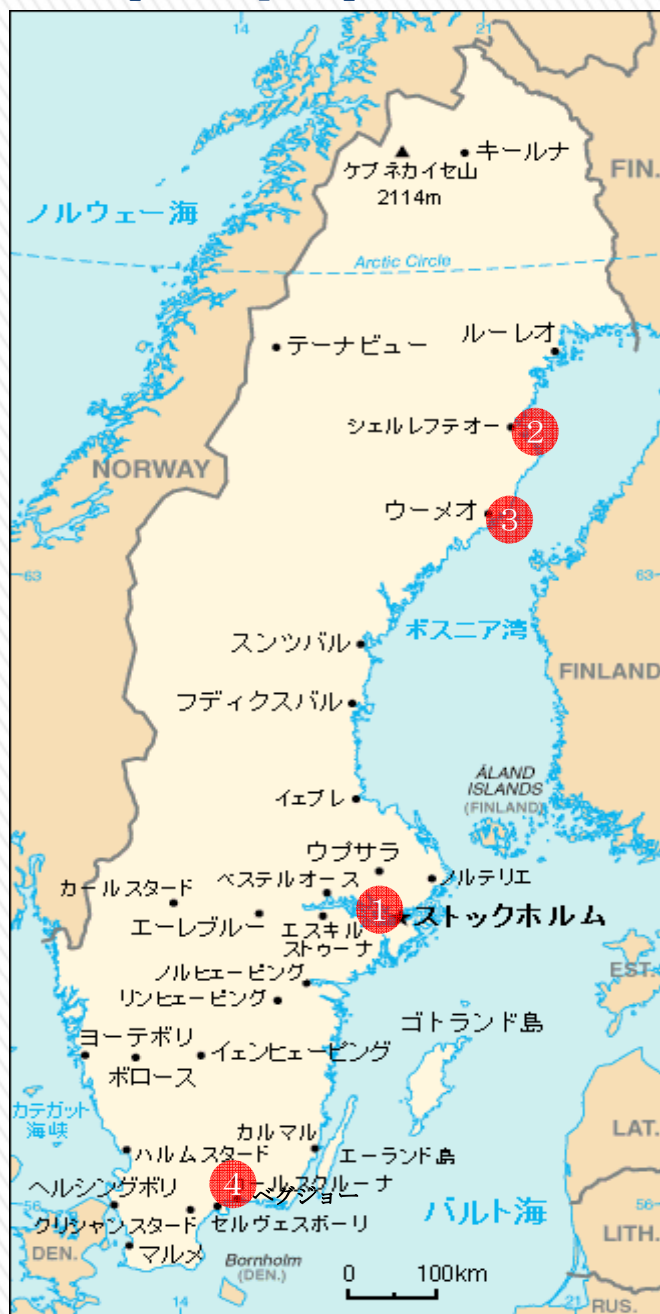 14
21
キールナ
ケブネカイセ山
2114m
FIN.
ノルウェー海
Arctic Circle
ルーレオ
テーナビュー
シェルレフテオー
2
NORWAY
ウーメオ
3
63
63
ボスニア湾
スンツバル
FINLAND
フディクスバル
ÅLAND
ISLANDS
(FINLAND)
イェブレ
ウプサラ
ベステルオース
ノルテリエ
カールスタード
1
ストックホルム
エーレブルー
エスキル
ストゥーナ
ノルヒェーピング
EST.
リンヒェーピング
ゴトランド島
ヨーテボリ
イェンヒェーピング
ボロース
カテガット
海峡
カルマル
LAT.
ハルムスタード
エーランド島
4
ヘルシングボリ
ールスクルーナ
ベグジョー
56
56
クリシャンスタード
セルヴェスボーリ
バルト海
LITH.
DEN.
マルメ
Bornholm
(DEN.)
0
100km
14
21
RUS.